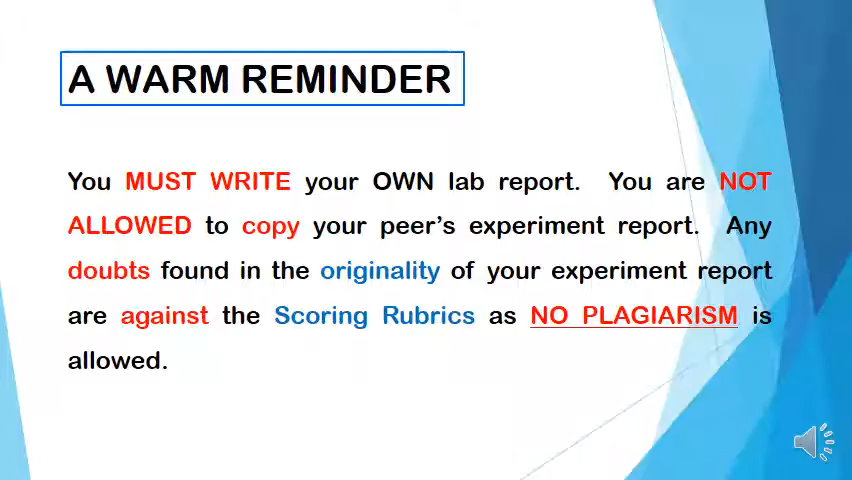 A WARM REMINDER
You MUST WRITE your OWN lab report. You are NOT
ALLOWED to copy your peer's experiment report. Any
doubts found in the originality of your experiment report
are against the Scoring Rubrics as NO PLAGIARISM is
allowed.